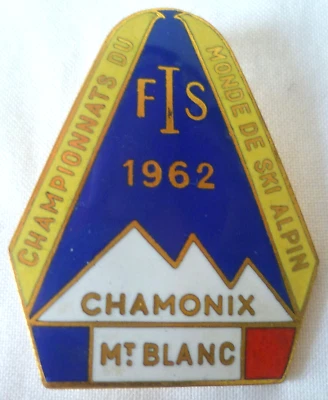 CHAMPIONNATS DU
MONDE DE SKI ALPIN
FIS
1962
CHAMONIX
MT BLANC